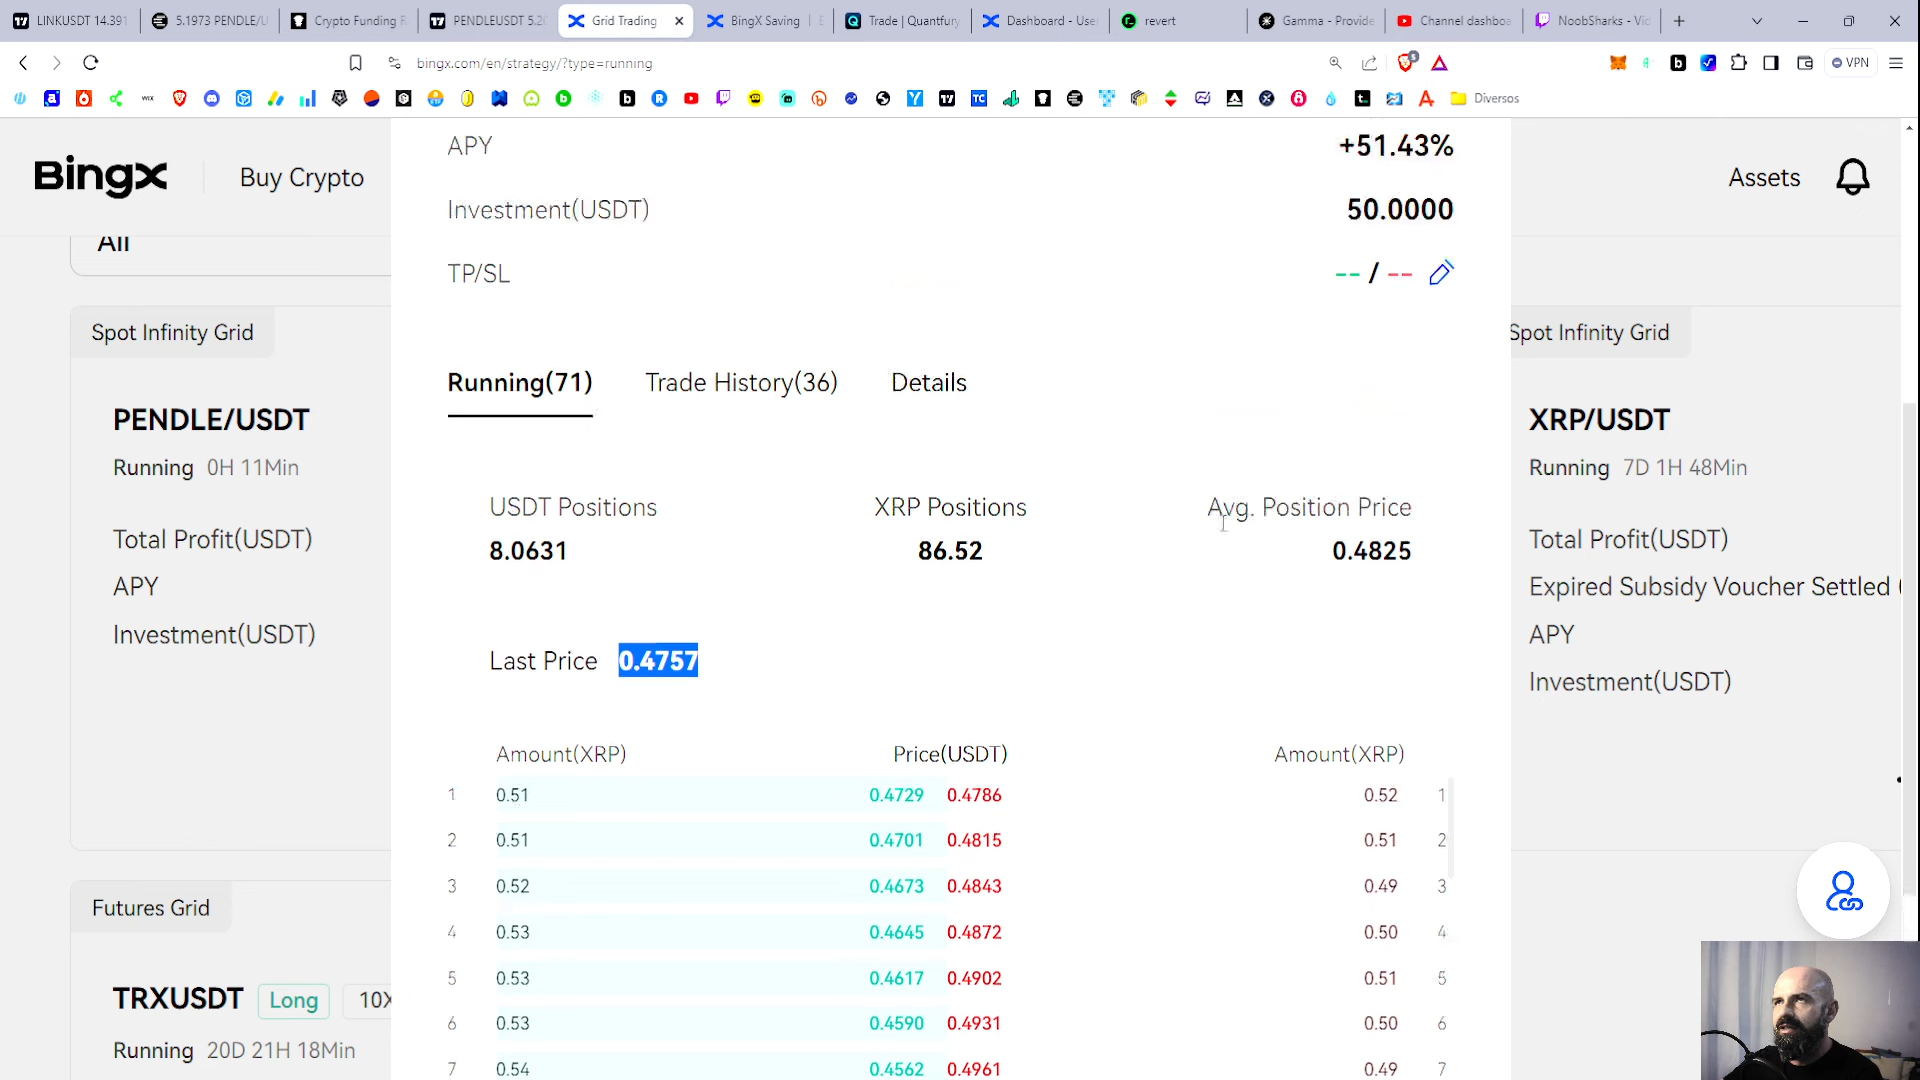 LINKUSDT 14.391
5.1973 PENDLE/U
Crypto Funding R
PENDLEUSDT 5.20
Grid Trading
BingX Saving | E
Trade | Quantfury
Dashboard - Use
revert
Gamma - Provide
Channel dashboa
NoobSharks - Vid
bingx.com/en/strategy/?type=running
5
VPN
Diversos
BingX
Buy Crypto
Assets
All
APY
+51.43%
Investment(USDT)
50.0000
TP/SL
-- / --
Running(71)
Trade History(36)
Details
USDT Positions
XRP Positions
Avg. Position Price
8.0631
86.52
0.4825
Last Price 0.4757
Amount(XRP)
Price(USDT)
Amount(XRP)
1 0.51 0.4729 0.4786 0.52 1
2 0.51 0.4701 0.4815 0.51 2
3 0.52 0.4673 0.4843 0.49 3
4 0.53 0.4645 0.4872 0.50 4
5 0.53 0.4617 0.4902 0.51 5
6 0.53 0.4590 0.4931 0.50 6
7 0.54 0.4562 0.4961 0.49 7
Spot Infinity Grid
PENDLE/USDT
Running 0H 11Min
Total Profit(USDT)
APY
Investment(USDT)
Futures Grid
TRXUSDT Long 10X
Running 20D 21H 18Min
Spot Infinity Grid
XRP/USDT
Running 7D 1H 48Min
Total Profit(USDT)
Expired Subsidy Voucher Settled (
APY
Investment(USDT)